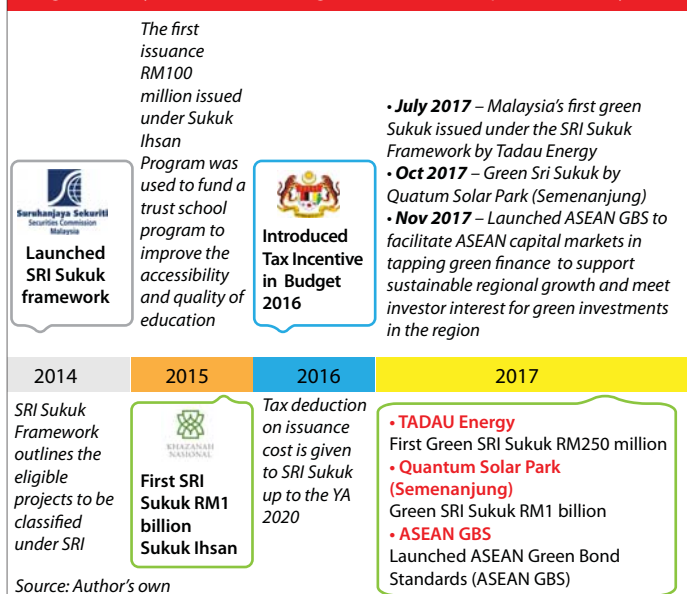 The first
issuance
RM100
million issued
under Sukuk
Ihsan
Program was
used to fund a
trust school
program to
improve the
accessibility
and quality of
education
• July 2017 – Malaysia's first green
Sukuk issued under the SRI Sukuk
Framework by Tadau Energy
• Oct 2017 – Green Sri Sukuk by
Quatum Solar Park (Semenanjung)
• Nov 2017 – Launched ASEAN GBS to
facilitate ASEAN capital markets in
tapping green finance to support
sustainable regional growth and meet
investor interest for green investments
in the region
Suruhanjaya Sekuriti
Securities Commission
Malaysia
Launched
SRI Sukuk
framework
Introduced
Tax Incentive
in Budget
2016
2014
2015
2016
2017
SRI Sukuk
Framework
outlines the
eligible
projects to be
classified
under SRI
KHAZANAH
NASIONAL
First SRI
Sukuk RM1
billion
Sukuk Ihsan
Tax deduction
on issuance
cost is given
to SRI Sukuk
up to the YA
2020
• TADAU Energy
First Green SRI Sukuk RM250 million
• Quantum Solar Park
(Semenanjung)
Green SRI Sukuk RM1 billion
• ASEAN GBS
Launched ASEAN Green Bond
Standards (ASEAN GBS)
Source: Author's own